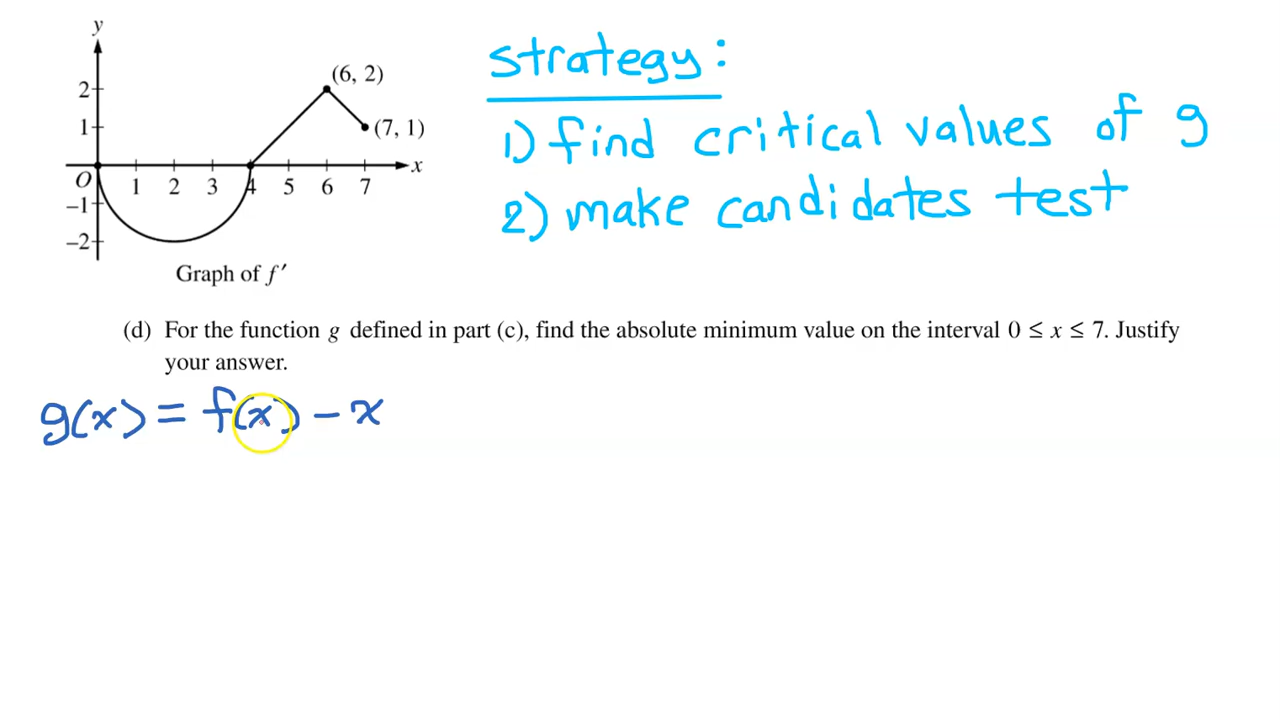 y
2
1
O
−1
−2
1 2 3 4 5 6 7
x
(6, 2)
(7, 1)
Graph of f′
strategy:
1) find critical values of g
2) make candidates test
(d) For the function g defined in part (c), find the absolute minimum value on the interval 0 ≤ x ≤ 7. Justify
your answer.
g(x) = f(x) − x